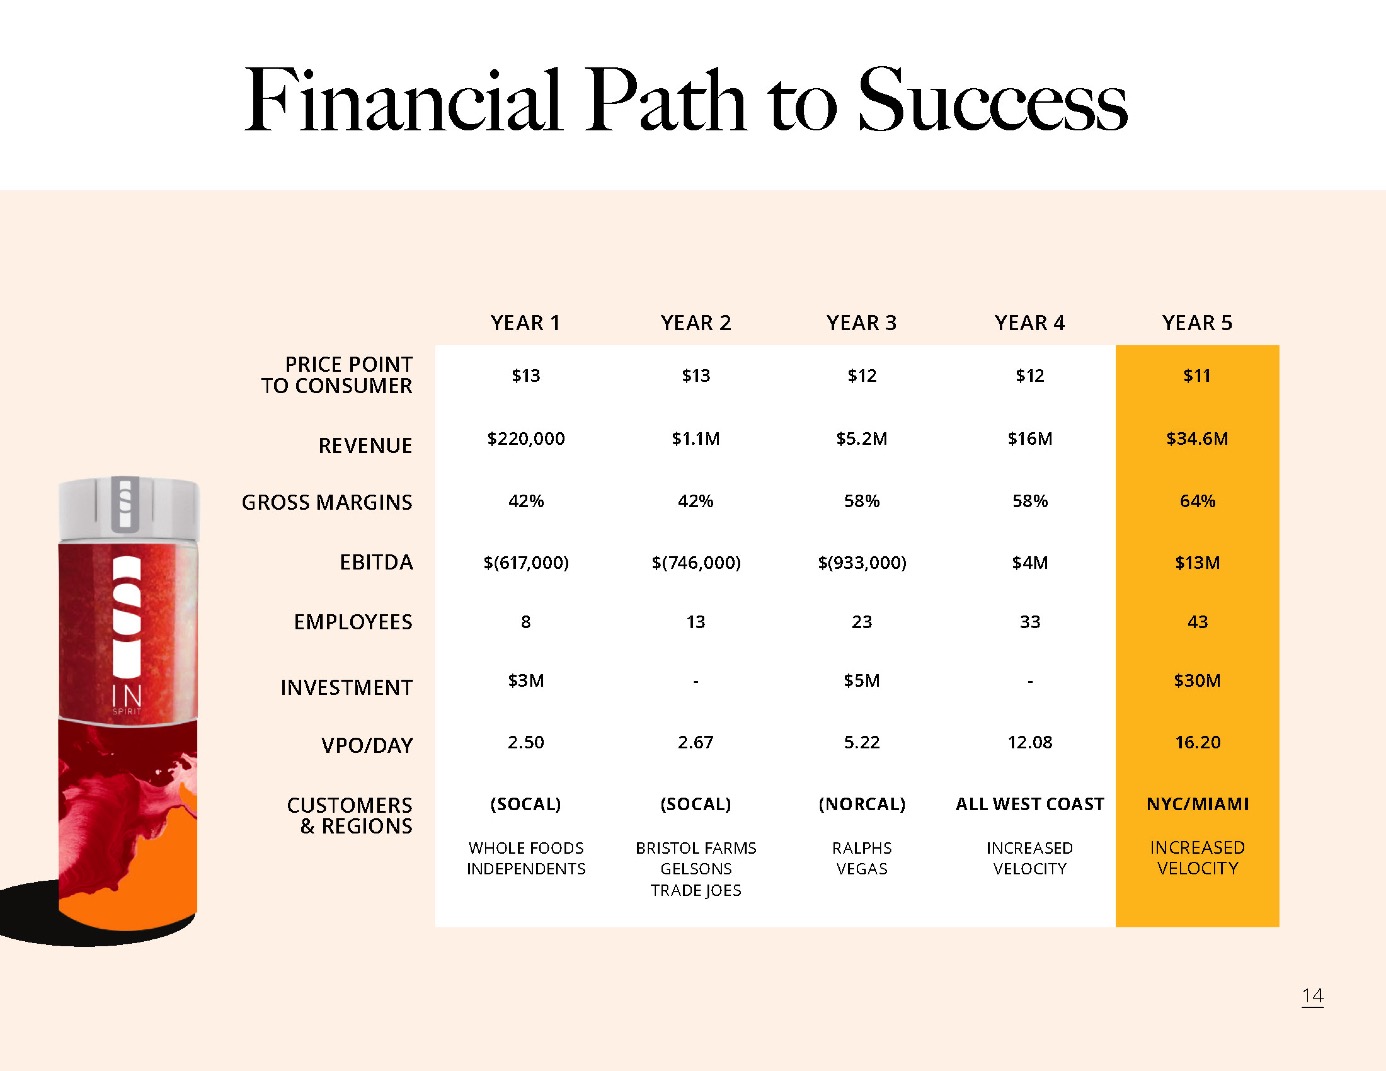 Financial Path to Success
YEAR 1 YEAR 2 YEAR 3 YEAR 4 YEAR 5
PRICE POINT
TO CONSUMER $13 $13 $12 $12 $11
REVENUE $220,000 $1.1M $5.2M $16M $34.6M
GROSS MARGINS 42% 42% 58% 58% 64%
EBITDA $(617,000) $(746,000) $(933,000) $4M $13M
EMPLOYEES 8 13 23 33 43
INVESTMENT $3M - $5M - $30M
VPO/DAY 2.50 2.67 5.22 12.08 16.20
CUSTOMERS
& REGIONS (SOCAL) (SOCAL) (NORCAL) ALL WEST COAST NYC/MIAMI
WHOLE FOODS BRISTOL FARMS RALPHS INCREASED INCREASED
INDEPENDENTS GELSONS VEGAS VELOCITY VELOCITY
TRADE JOES
IN
SPIRIT
14